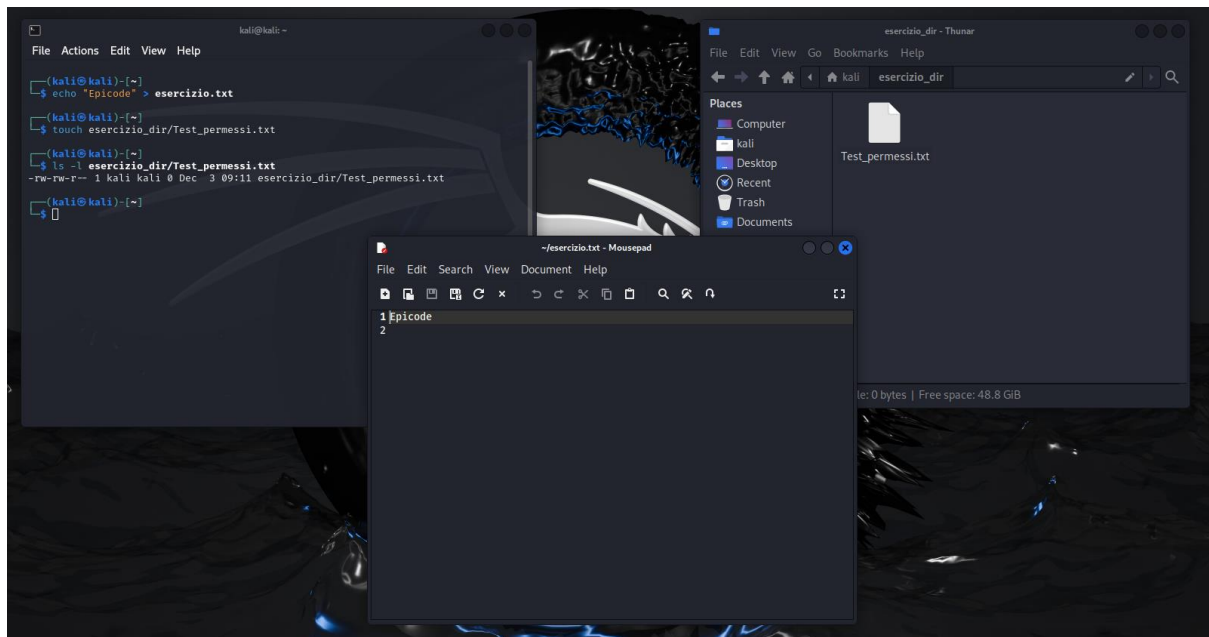 kali@kali: ~
File Actions Edit View Help
┌──(kali㉿kali)-[~]
└─$ echo "Epicode" > esercizio.txt
┌──(kali㉿kali)-[~]
└─$ touch esercizio_dir/Test_permessi.txt
┌──(kali㉿kali)-[~]
└─$ ls -l esercizio_dir/Test_permessi.txt
-rw-rw-r-- 1 kali kali 0 Dec  3 09:11 esercizio_dir/Test_permessi.txt
┌──(kali㉿kali)-[~]
└─$
esercizio_dir - Thunar
File Edit View Go Bookmarks Help
kali esercizio_dir
Places
Computer
kali
Desktop
Recent
Trash
Documents
Test_permessi.txt
0 bytes | Free space: 48.8 GiB
~/esercizio.txt - Mousepad
File Edit Search View Document Help
1 Epicode
2